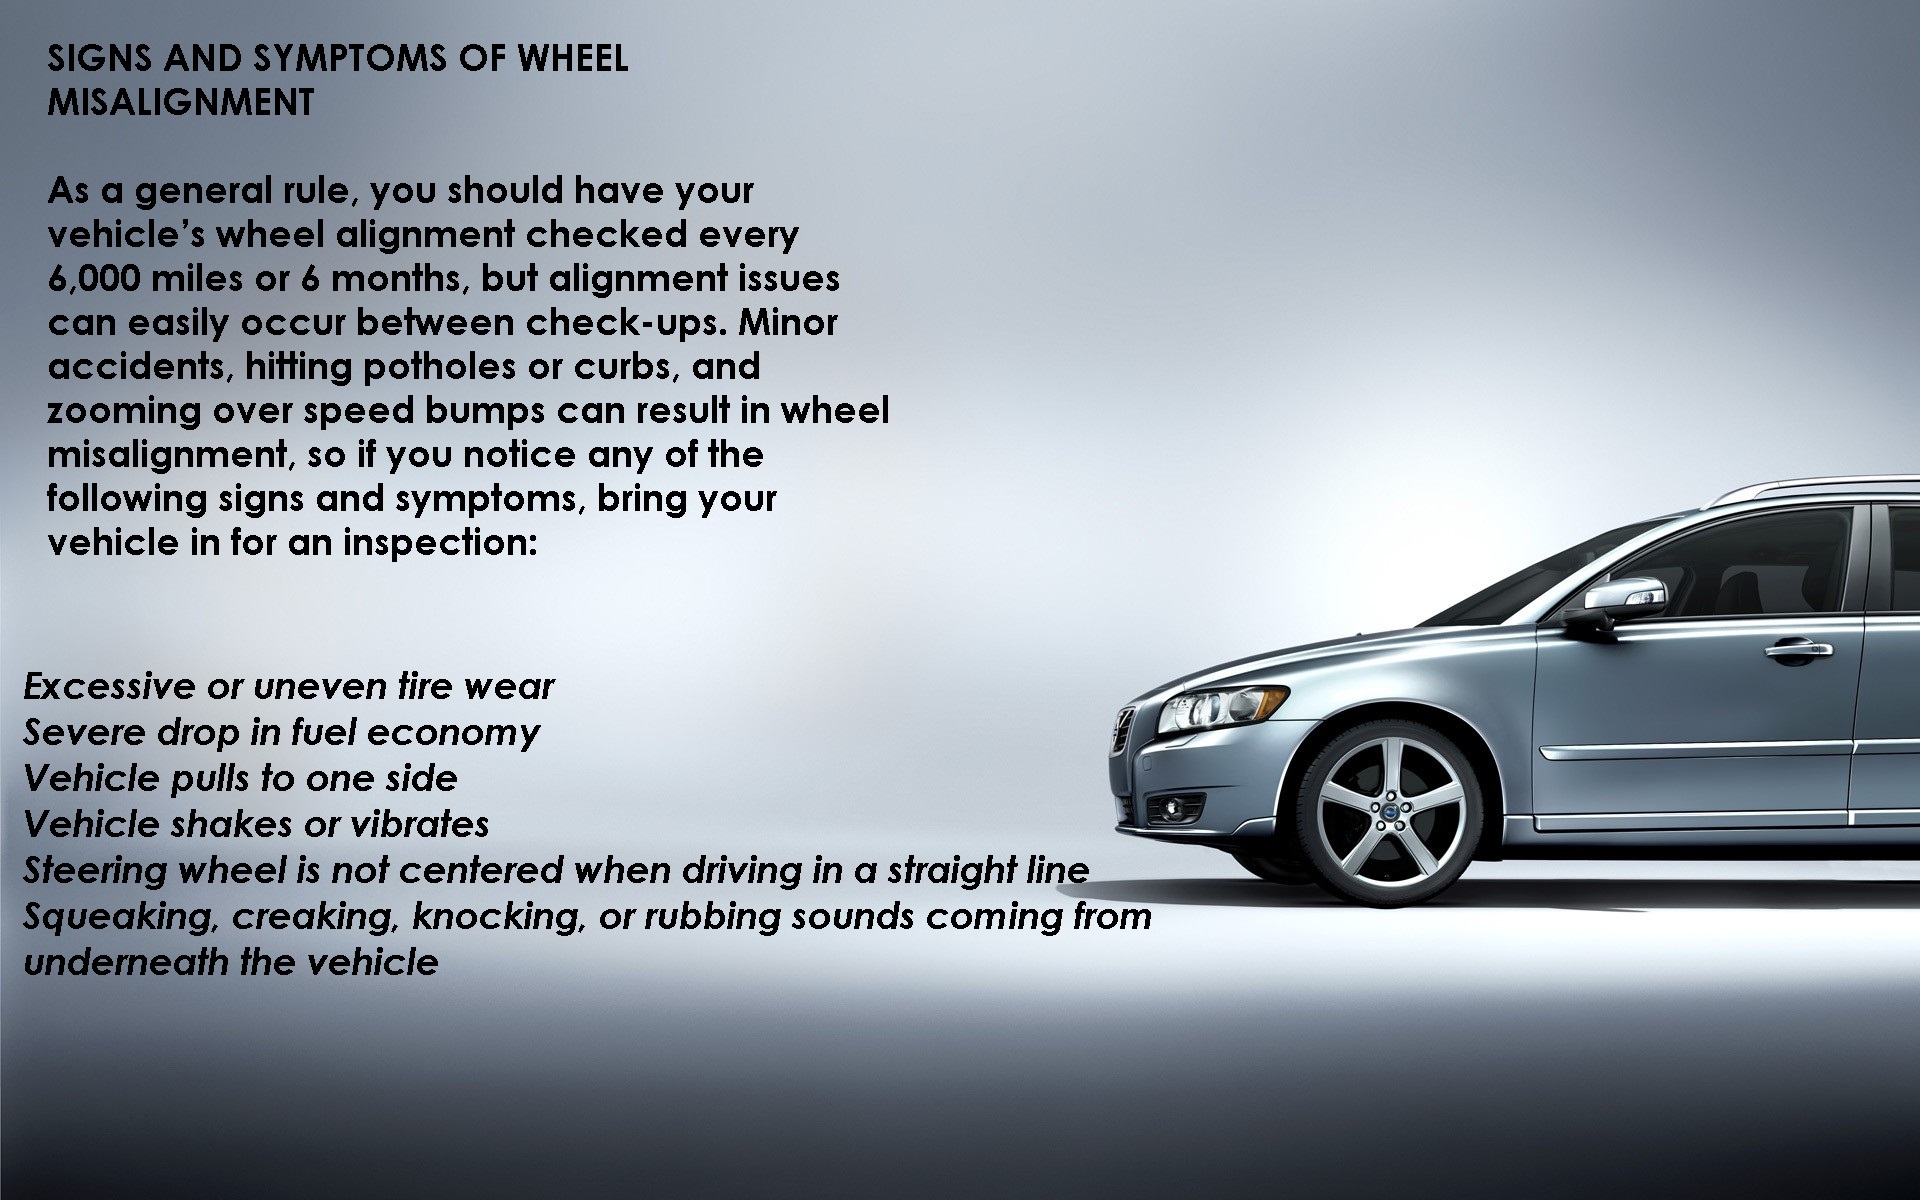 SIGNS AND SYMPTOMS OF WHEEL
MISALIGNMENT
As a general rule, you should have your
vehicle’s wheel alignment checked every
6,000 miles or 6 months, but alignment issues
can easily occur between check-ups. Minor
accidents, hitting potholes or curbs, and
zooming over speed bumps can result in wheel
misalignment, so if you notice any of the
following signs and symptoms, bring your
vehicle in for an inspection:
Excessive or uneven tire wear
Severe drop in fuel economy
Vehicle pulls to one side
Vehicle shakes or vibrates
Steering wheel is not centered when driving in a straight line
Squeaking, creaking, knocking, or rubbing sounds coming from
underneath the vehicle